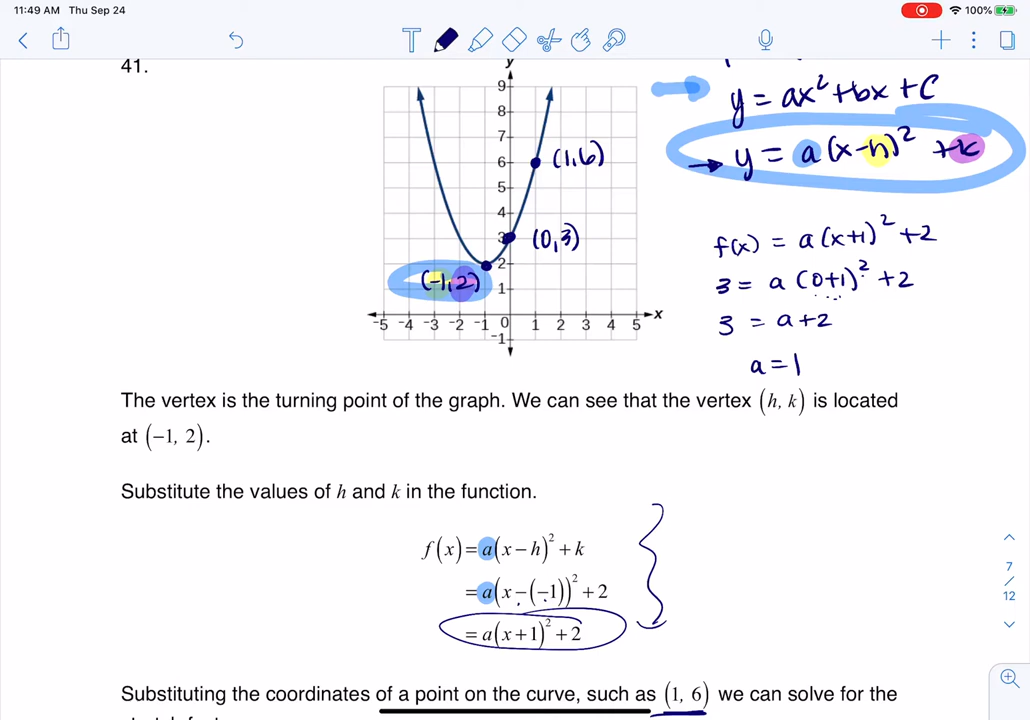 11:49 AM Thu Sep 24
100%
T
41.
y
9
8
7
6
5
4
3
2
1
-1
-5 -4 -3 -2 -1 0 1 2 3 4 5
x
(1,6)
(0,3)
(-1,2)
y = ax² + bx + C
y = a(x-h)² + k
f(x) = a(x+1)² + 2
3 = a(0+1)² + 2
3 = a+2
a = 1
The vertex is the turning point of the graph. We can see that the vertex (h, k) is located
at (−1, 2).
Substitute the values of h and k in the function.
f(x) = a(x − h)² + k
= a(x − (−1))² + 2
= a(x + 1)² + 2
7
/
12
Substituting the coordinates of a point on the curve, such as (1, 6) we can solve for the